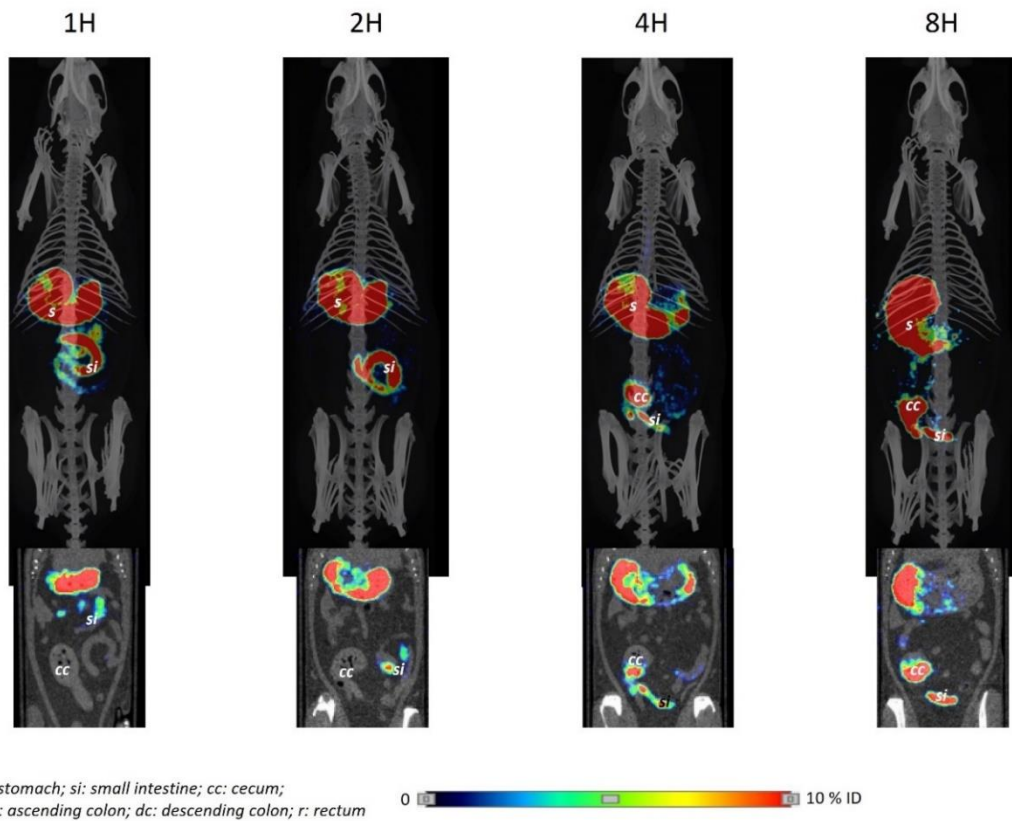 1H 2H 4H 8H
s s s s
si si cc cc
si si
si cc cc
cc cc si si si
stomach; si: small intestine; cc: cecum;
: ascending colon; dc: descending colon; r: rectum
0 10 % ID